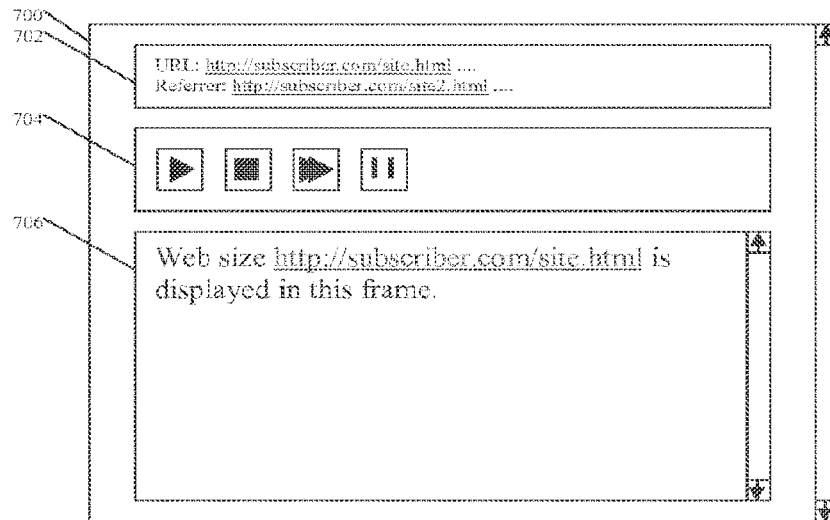 700
702
URL: http://subscriber.com/site.html ....
Referrer: http://subscriber.com/site2.html ....
704
706
Web size http://subscriber.com/site.html is
displayed in this frame.